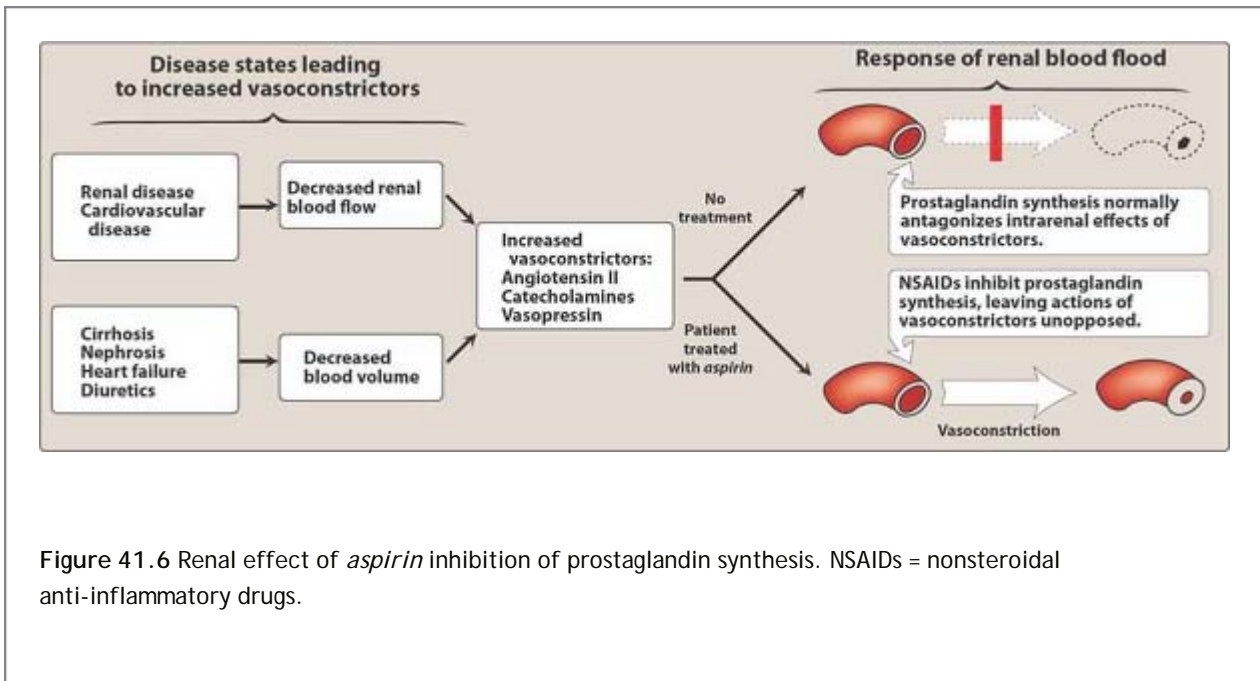 Disease states leading
to increased vasoconstrictors
Response of renal blood flood
Renal disease
Cardiovascular
disease
Decreased renal
blood flow
Cirrhosis
Nephrosis
Heart failure
Diuretics
Decreased
blood volume
Increased
vasoconstrictors:
Angiotensin II
Catecholamines
Vasopressin
No
treatment
Patient
treated
with aspirin
Prostaglandin synthesis normally
antagonizes intrarenal effects of
vasoconstrictors.
NSAIDs inhibit prostaglandin
synthesis, leaving actions of
vasoconstrictors unopposed.
Vasoconstriction
Figure 41.6 Renal effect of aspirin inhibition of prostaglandin synthesis. NSAIDs = nonsteroidal
anti-inflammatory drugs.